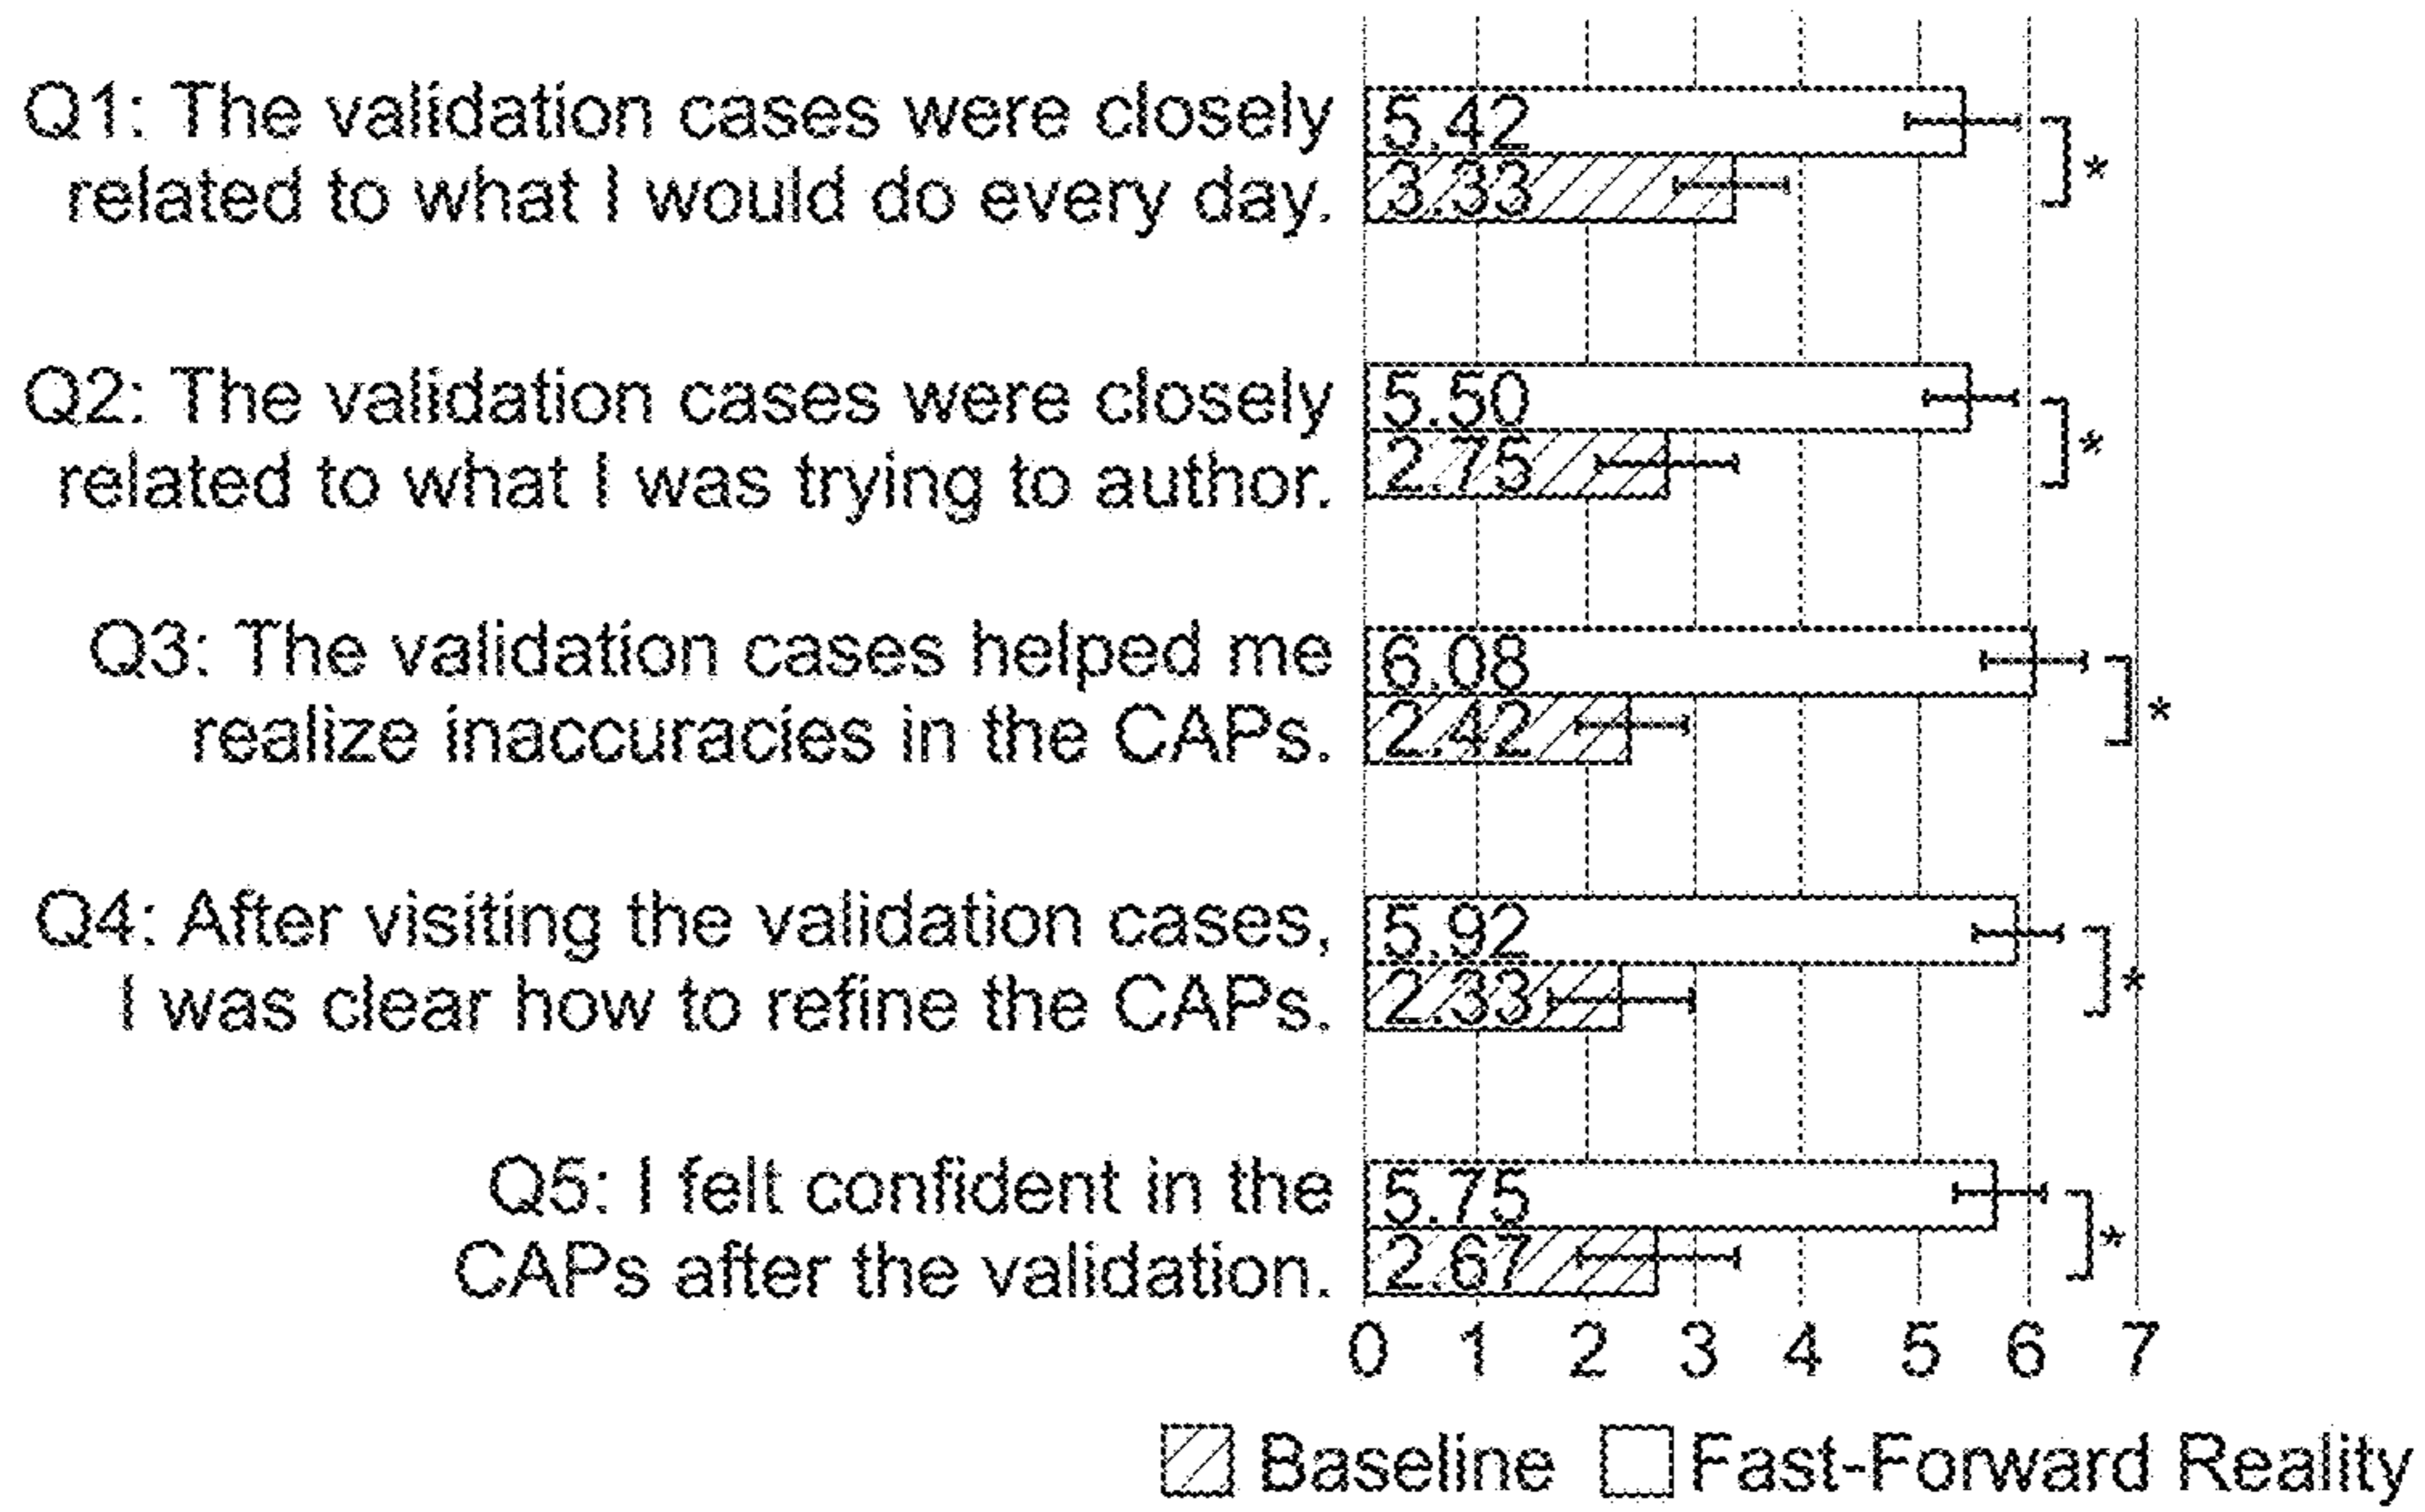 Q1: The validation cases were closely
related to what I would do every day.
5.42
3.33
*
Q2: The validation cases were closely
related to what I was trying to author.
5.50
2.75
*
Q3: The validation cases helped me
realize inaccuracies in the CAPs.
6.08
2.42
*
Q4: After visiting the validation cases,
I was clear how to refine the CAPs.
5.92
2.33
*
Q5: I felt confident in the
CAPs after the validation.
5.75
2.67
*
0 1 2 3 4 5 6 7
Baseline Fast-Forward Reality